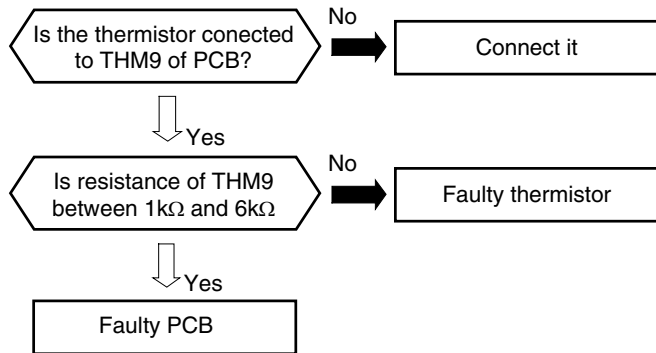 Is the thermistor conected
to THM9 of PCB?
No
Connect it
Yes
Is resistance of THM9
between 1kΩ and 6kΩ
No
Faulty thermistor
Yes
Faulty PCB